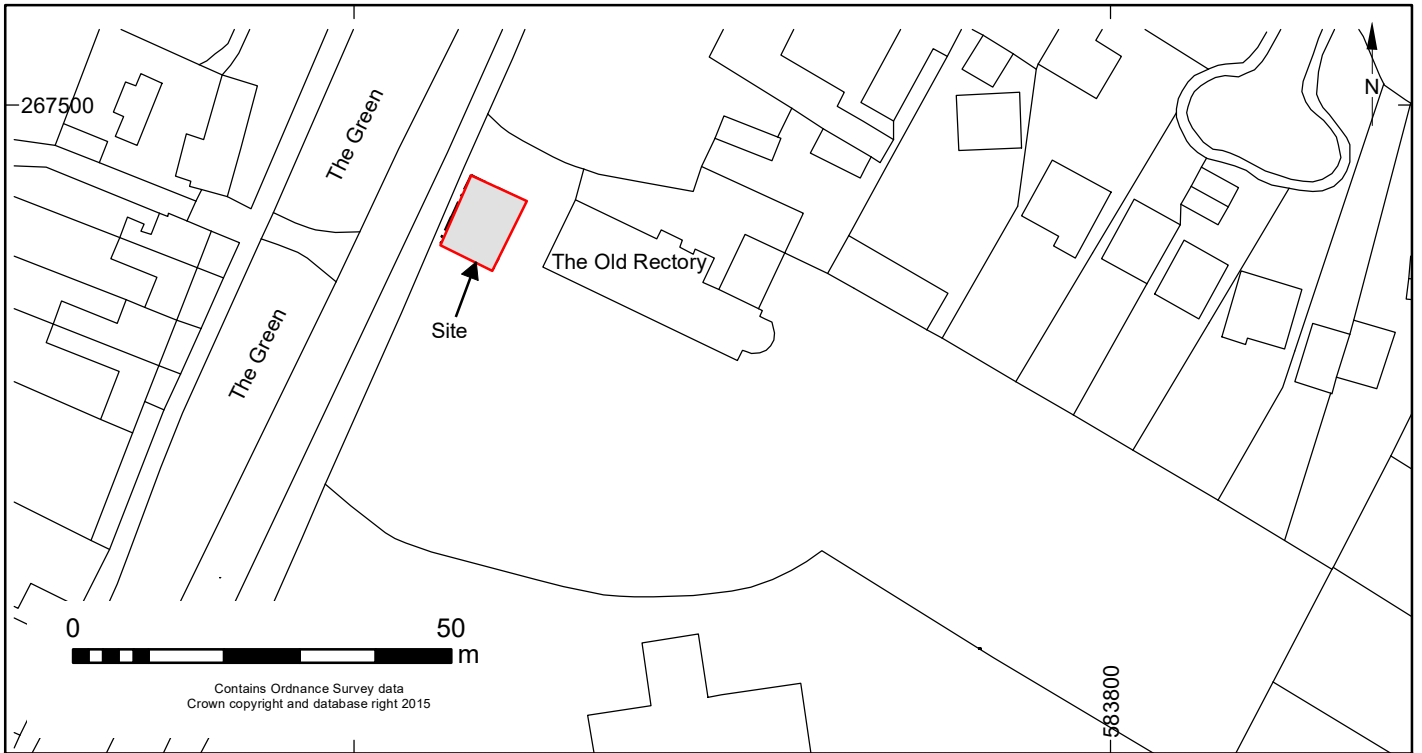 N
267500
The Green
The Old Rectory
Site
The Green
0 50
m
Contains Ordnance Survey data
Crown copyright and database right 2015
583800